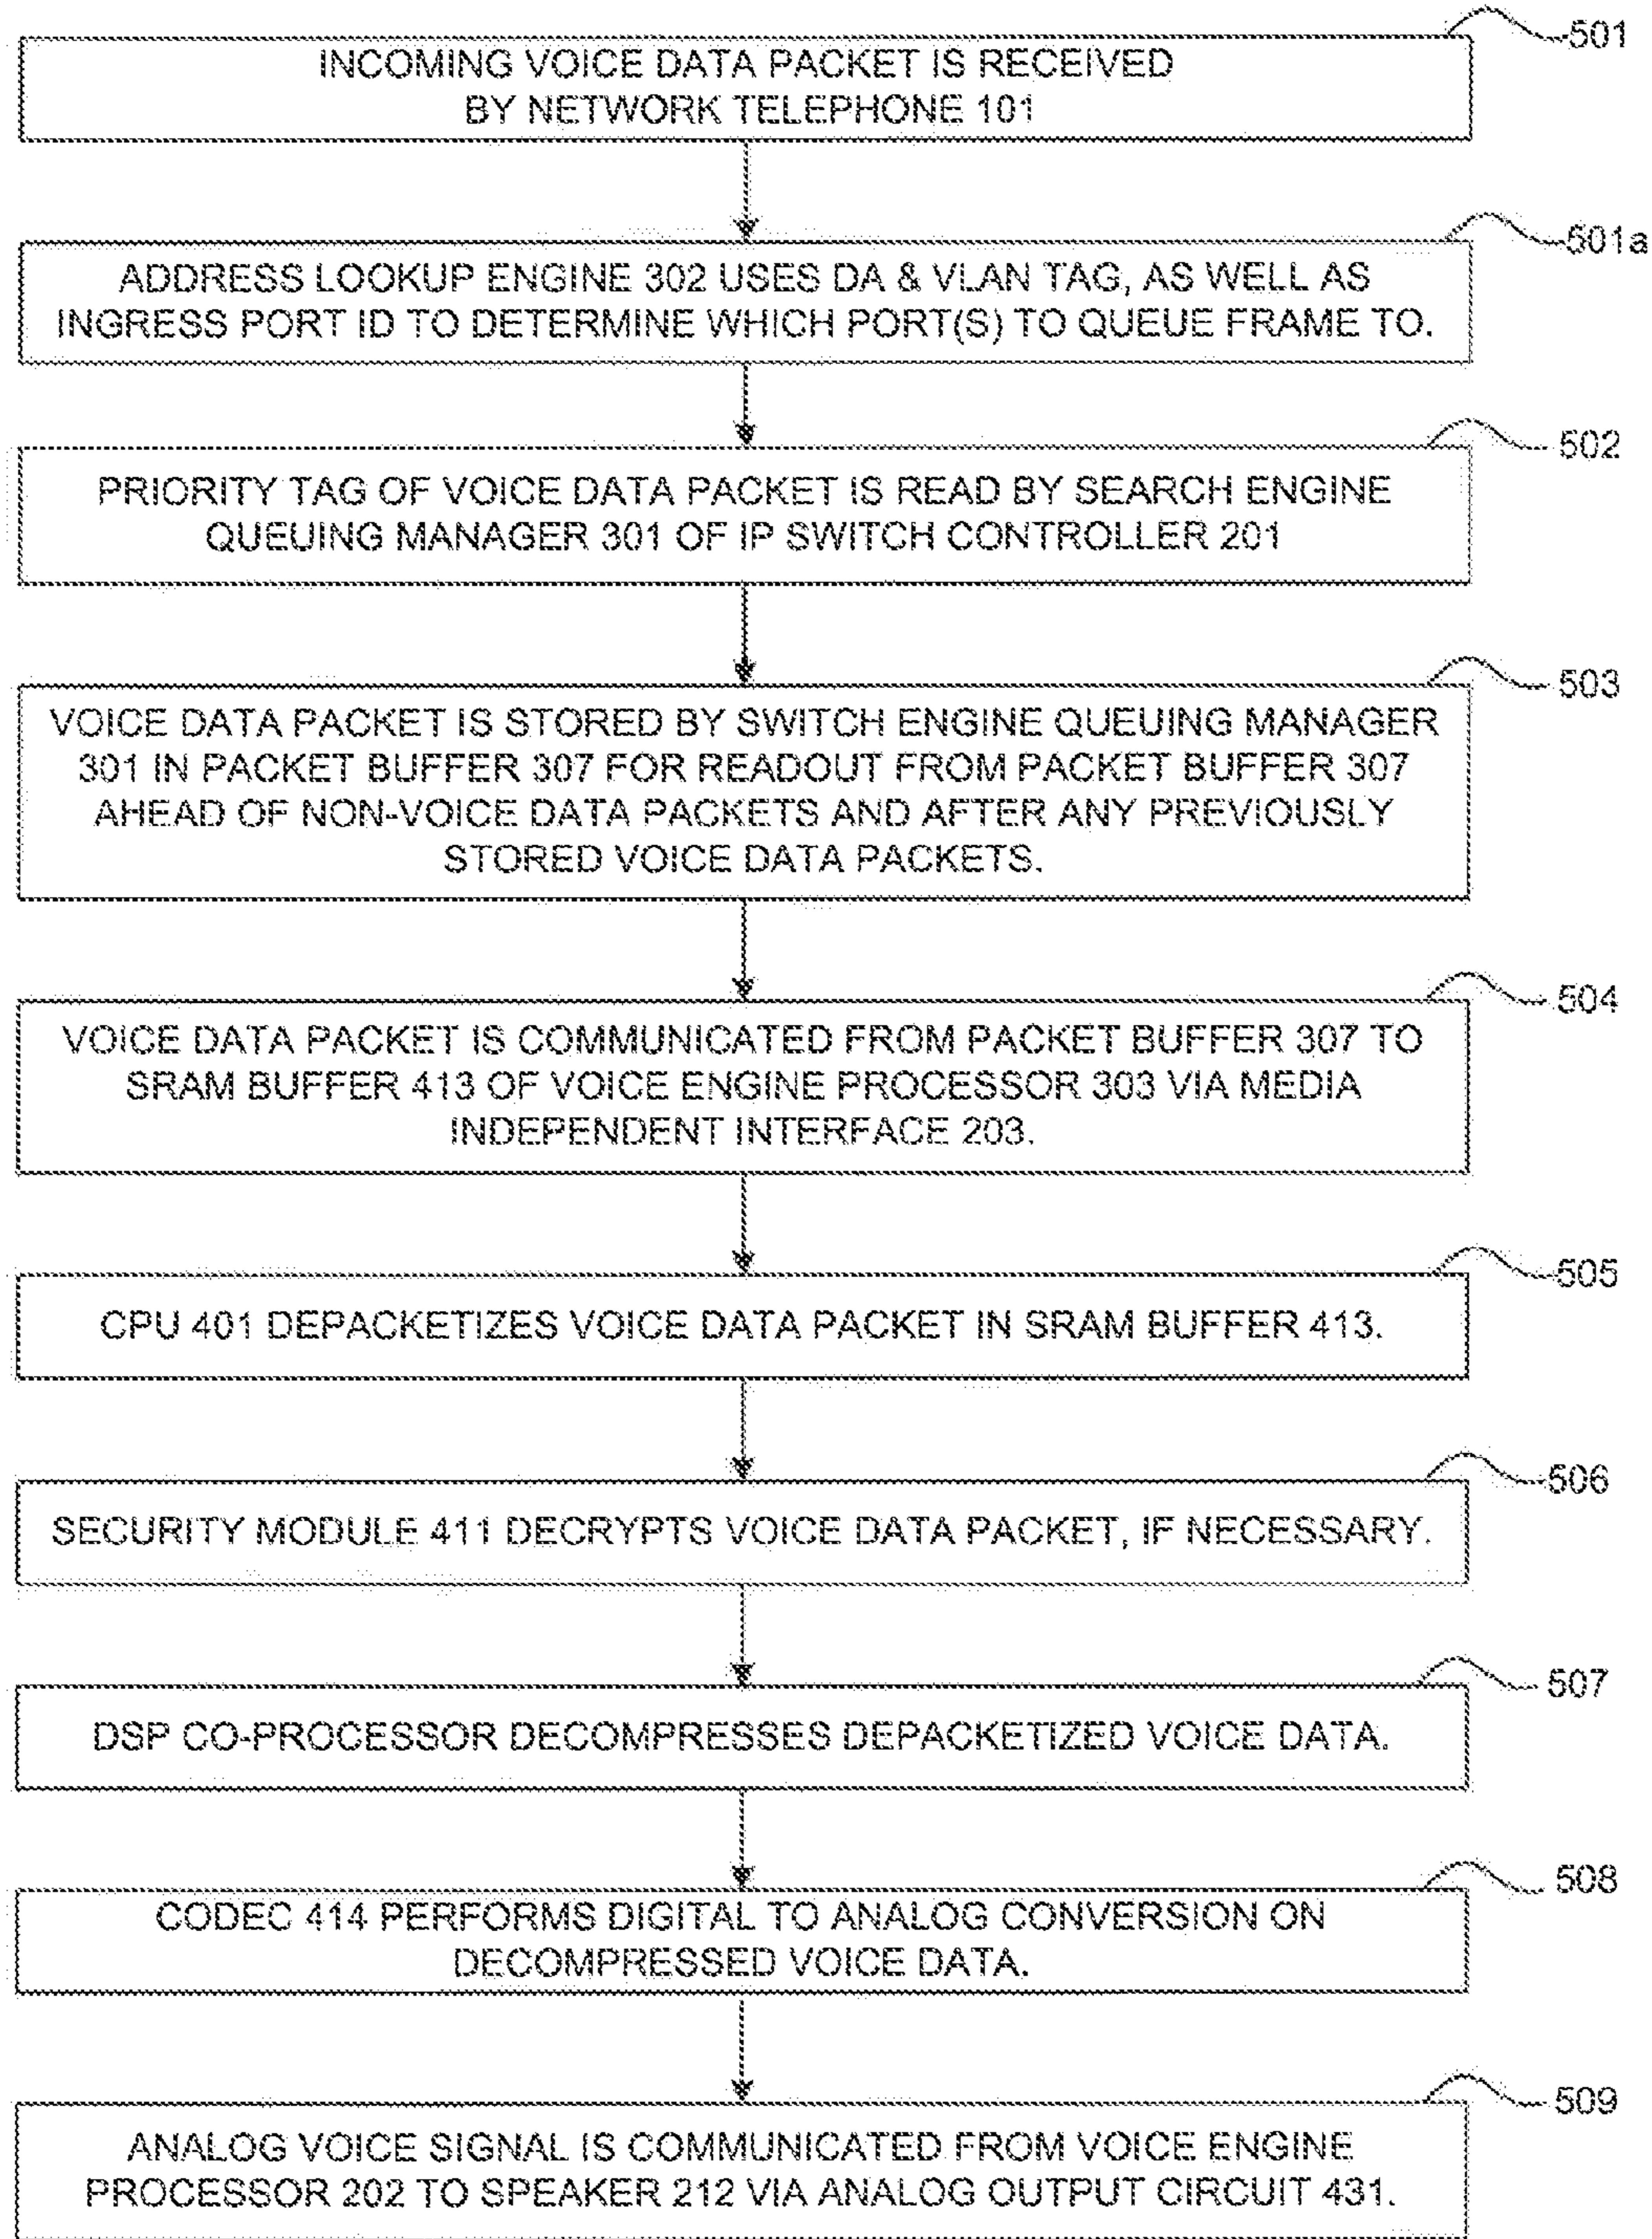 501
INCOMING VOICE DATA PACKET IS RECEIVED
BY NETWORK TELEPHONE 101
501a
ADDRESS LOOKUP ENGINE 302 USES DA & VLAN TAG, AS WELL AS
INGRESS PORT ID TO DETERMINE WHICH PORT(S) TO QUEUE FRAME TO.
502
PRIORITY TAG OF VOICE DATA PACKET IS READ BY SEARCH ENGINE
QUEUING MANAGER 301 OF IP SWITCH CONTROLLER 201
503
VOICE DATA PACKET IS STORED BY SWITCH ENGINE QUEUING MANAGER
301 IN PACKET BUFFER 307 FOR READOUT FROM PACKET BUFFER 307
AHEAD OF NON-VOICE DATA PACKETS AND AFTER ANY PREVIOUSLY
STORED VOICE DATA PACKETS.
504
VOICE DATA PACKET IS COMMUNICATED FROM PACKET BUFFER 307 TO
SRAM BUFFER 413 OF VOICE ENGINE PROCESSOR 303 VIA MEDIA
INDEPENDENT INTERFACE 203.
505
CPU 401 DEPACKETIZES VOICE DATA PACKET IN SRAM BUFFER 413.
506
SECURITY MODULE 411 DECRYPTS VOICE DATA PACKET, IF NECESSARY.
507
DSP CO-PROCESSOR DECOMPRESSES DEPACKETIZED VOICE DATA.
508
CODEC 414 PERFORMS DIGITAL TO ANALOG CONVERSION ON
DECOMPRESSED VOICE DATA.
509
ANALOG VOICE SIGNAL IS COMMUNICATED FROM VOICE ENGINE
PROCESSOR 202 TO SPEAKER 212 VIA ANALOG OUTPUT CIRCUIT 431.